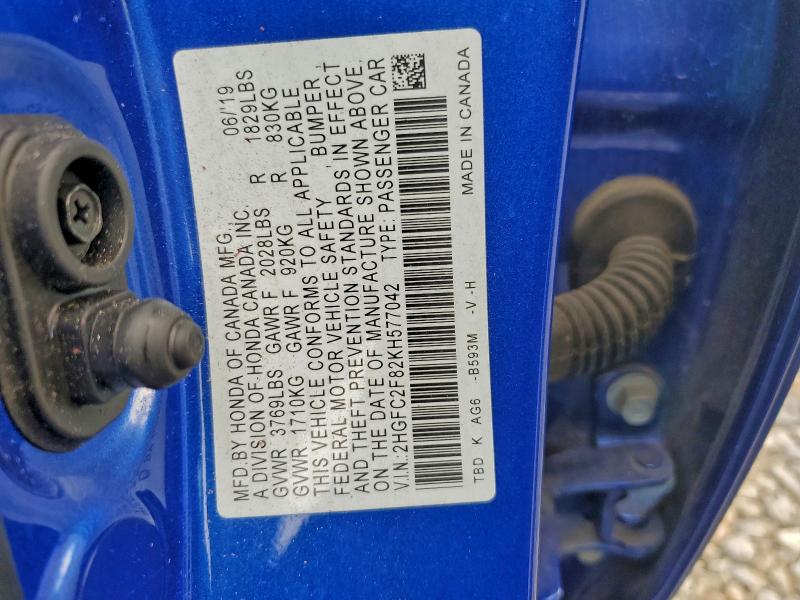 MFD.BY HONDA OF CANADA MFG., 06/'19
A DIVISION OF HONDA CANADA INC.
GVWR 3769LBS GAWR F 2028LBS R 1829LBS
GVWR 1710KG GAWR F 920KG R 830KG
THIS VEHICLE CONFORMS TO ALL APPLICABLE
FEDERAL MOTOR VEHICLE SAFETY, BUMPER,
AND THEFT PREVENTION STANDARDS IN EFFECT
ON THE DATE OF MANUFACTURE SHOWN ABOVE.
V.I.N.: 2HGFC2F82KH577042 TYPE: PASSENGER CAR
TBD K AG6 -B593M -V -H MADE IN CANADA